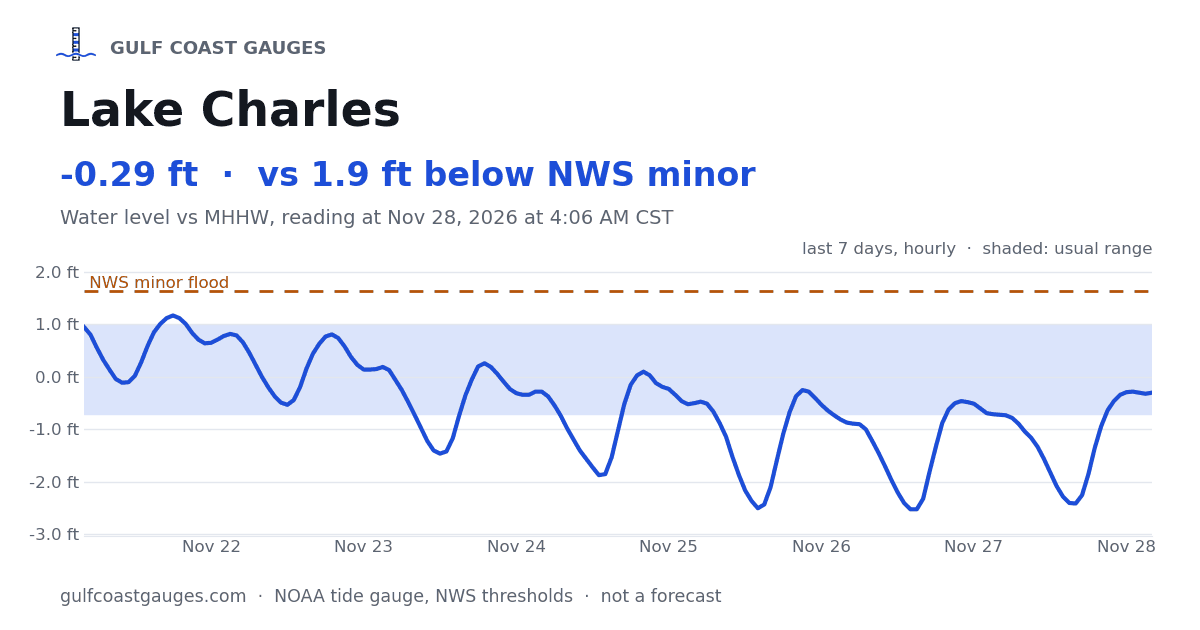 GULF COAST GAUGES
Lake Charles
-0.29 ft · vs 1.9 ft below NWS minor
Water level vs MHHW, reading at Nov 28, 2026 at 4:06 AM CST
last 7 days, hourly · shaded: usual range
2.0 ft
NWS minor flood
1.0 ft
0.0 ft
-1.0 ft
-2.0 ft
-3.0 ft
Nov 22 Nov 23 Nov 24 Nov 25 Nov 26 Nov 27 Nov 28
gulfcoastgauges.com · NOAA tide gauge, NWS thresholds · not a forecast